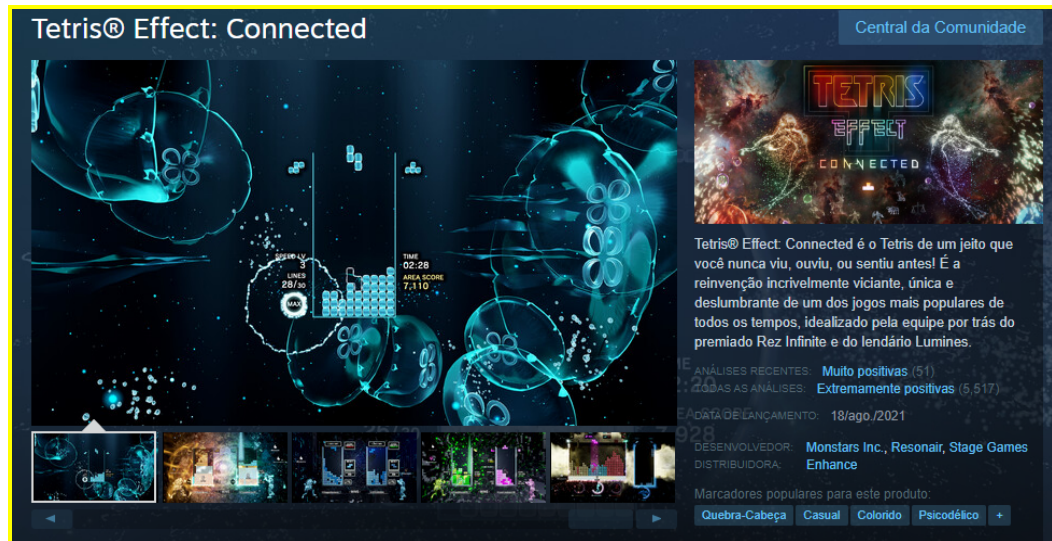 Tetris® Effect: Connected
Central da Comunidade
SPEED LV
3
LINES
28/30
MAX
TIME
02:28
AREA SCORE
7,110
TETRIS
EFFECT
CONNECTED
Tetris® Effect: Connected é o Tetris de um jeito que
você nunca viu, ouviu, ou sentiu antes! É a
reinvenção incrivelmente viciante, única e
deslumbrante de um dos jogos mais populares de
todos os tempos, idealizado pela equipe por trás do
premiado Rez Infinite e do lendário Lumines.
ANÁLISES RECENTES: Muito positivas (51)
TODAS AS ANÁLISES: Extremamente positivas (5,517)
DATA DE LANÇAMENTO: 18/ago./2021
DESENVOLVEDOR: Monstars Inc., Resonair, Stage Games
DISTRIBUIDORA: Enhance
Marcadores populares para este produto:
Quebra-Cabeça Casual Colorido Psicodélico +